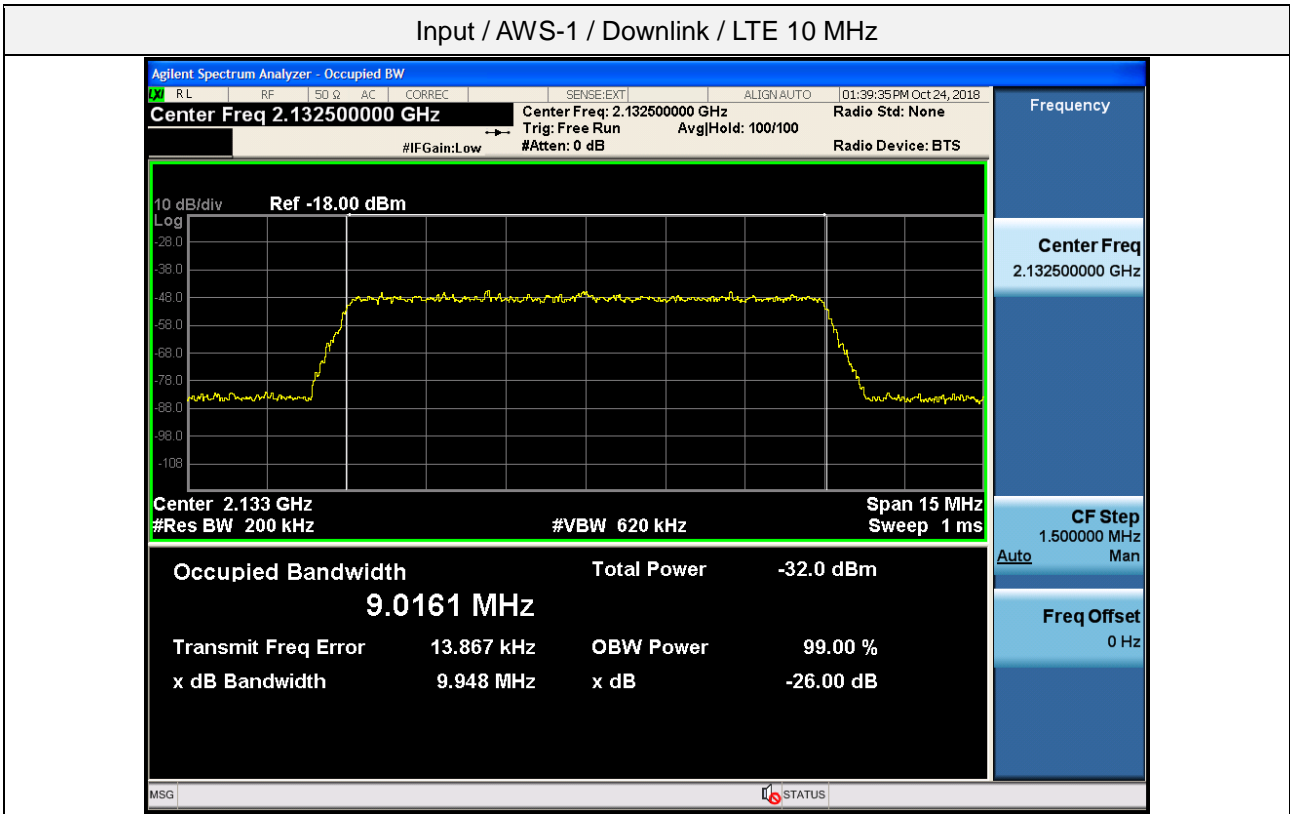 Input / AWS-1 / Downlink / LTE 10 MHz
Agilent Spectrum Analyzer - Occupied BW
LXI RL RF 50 Ω AC CORREC SENSE:EXT ALIGNAUTO 01:39:35 PM Oct 24, 2018
Center Freq 2.132500000 GHz
Center Freq: 2.132500000 GHz
Radio Std: None
Trig: Free Run Avg|Hold: 100/100
#IFGain:Low
#Atten: 0 dB
Radio Device: BTS
10 dB/div Ref -18.00 dBm
Log
-28.0
-38.0
-48.0
-58.0
-68.0
-78.0
-88.0
-98.0
-108
Center 2.133 GHz Span 15 MHz
#Res BW 200 kHz #VBW 620 kHz Sweep 1 ms
Occupied Bandwidth Total Power -32.0 dBm
9.0161 MHz
Transmit Freq Error 13.867 kHz OBW Power 99.00 %
x dB Bandwidth 9.948 MHz x dB -26.00 dB
Frequency
Center Freq
2.132500000 GHz
CF Step
1.500000 MHz
Auto Man
Freq Offset
0 Hz
MSG STATUS